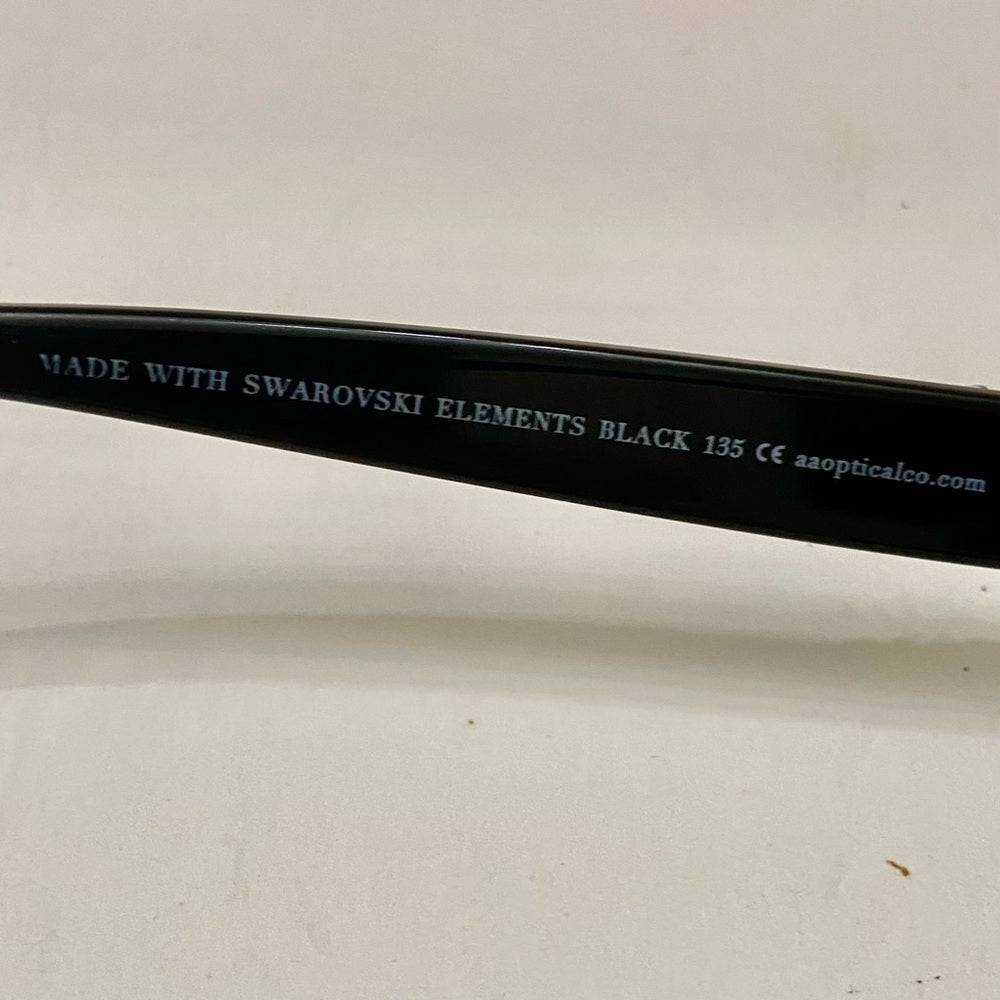 MADE WITH SWAROVSKI ELEMENTS BLACK 135 CE aaopticalco.com